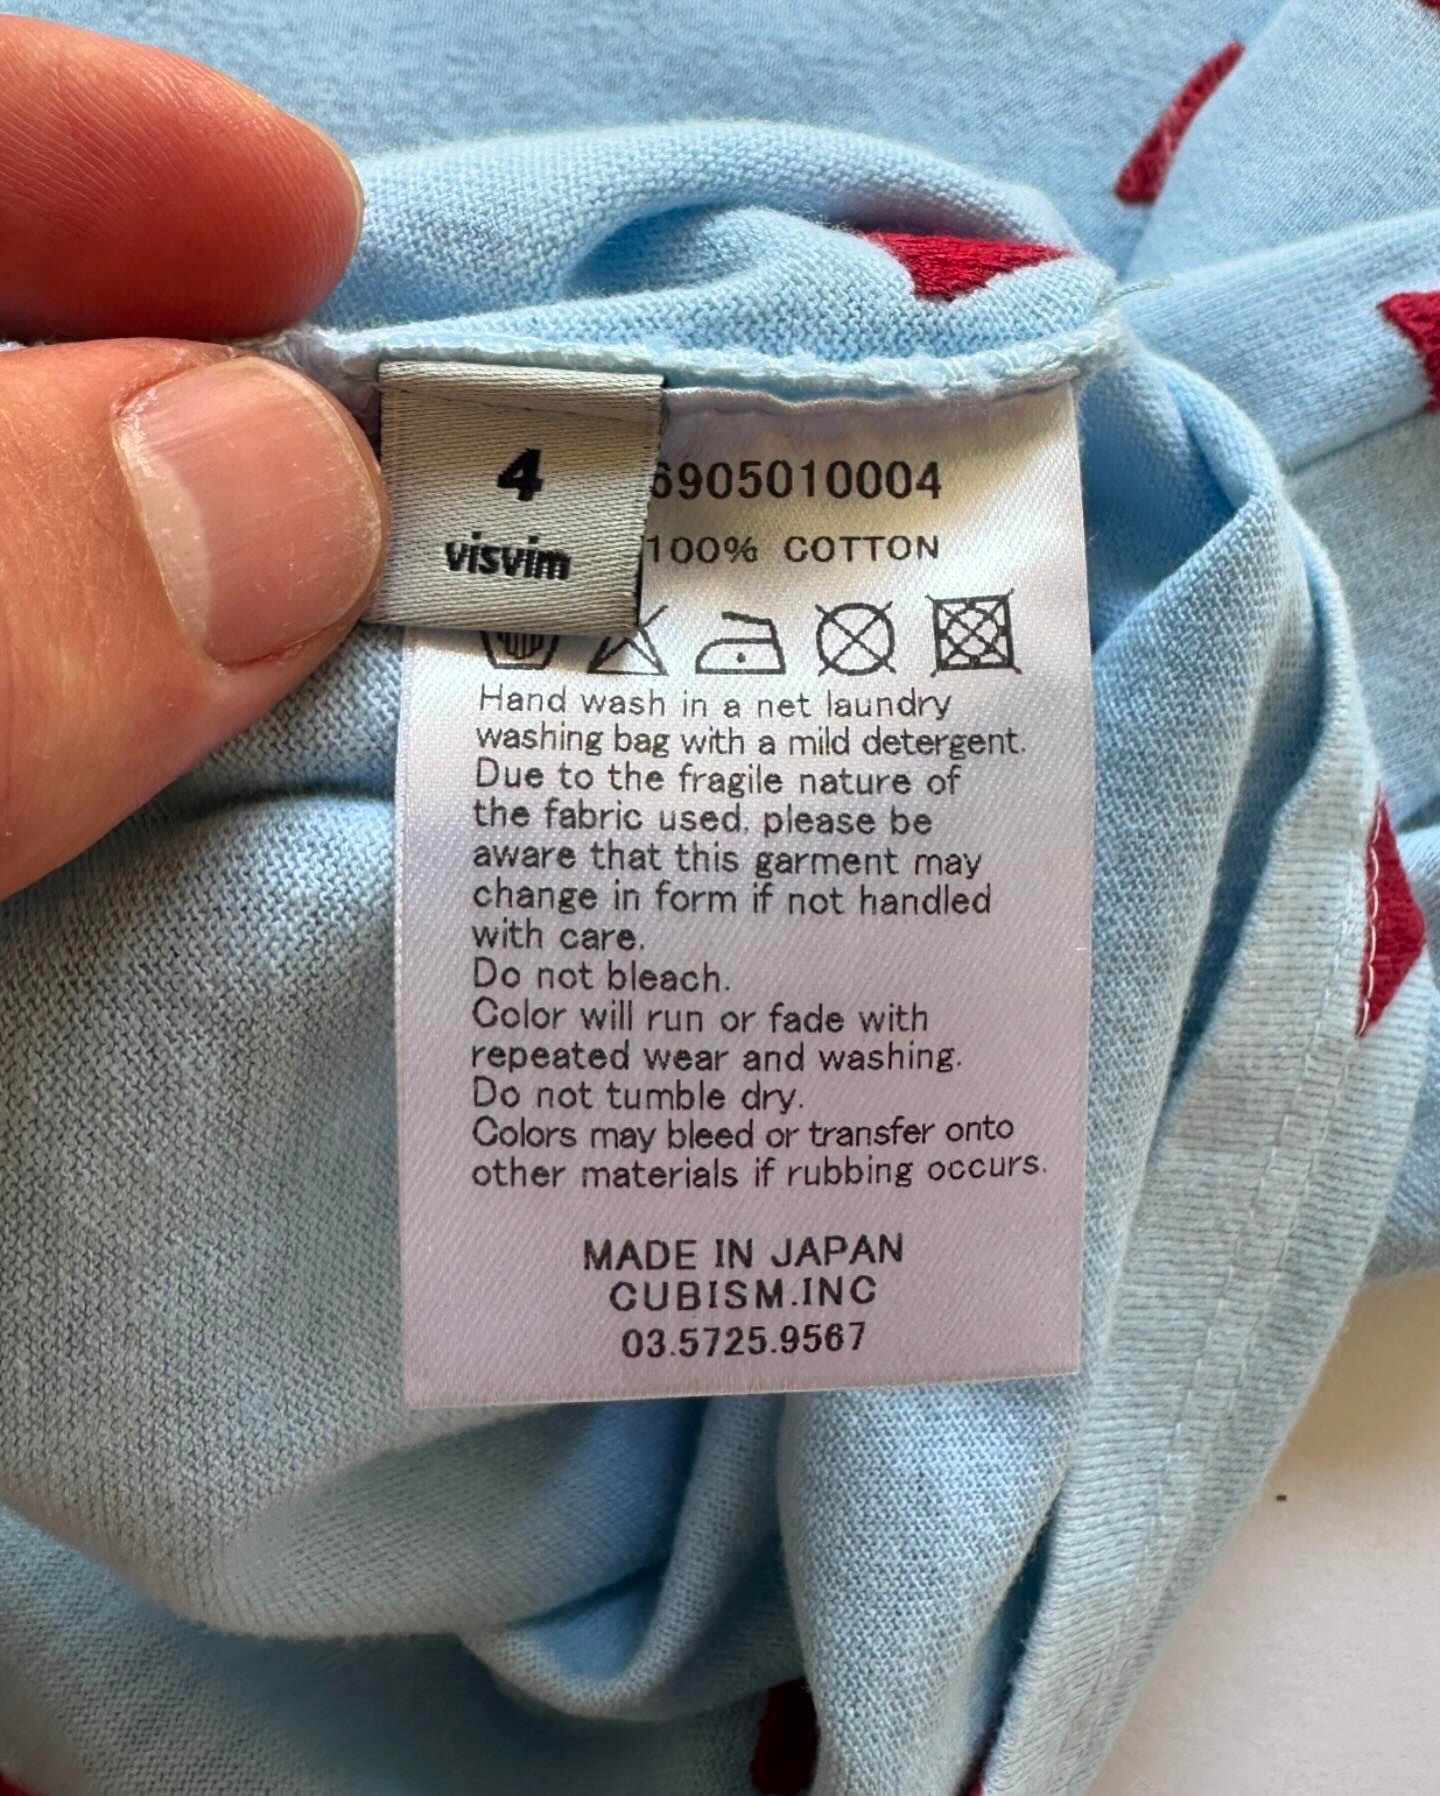 4
visvim
6905010004
100% COTTON
Hand wash in a net laundry
washing bag with a mild detergent.
Due to the fragile nature of
the fabric used, please be
aware that this garment may
change in form if not handled
with care.
Do not bleach.
Color will run or fade with
repeated wear and washing.
Do not tumble dry.
Colors may bleed or transfer onto
other materials if rubbing occurs.
MADE IN JAPAN
CUBISM.INC
03.5725.9567